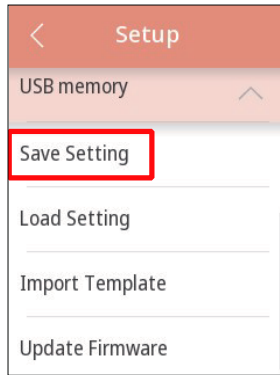 Setup
USB memory
Save Setting
Load Setting
Import Template
Update Firmware